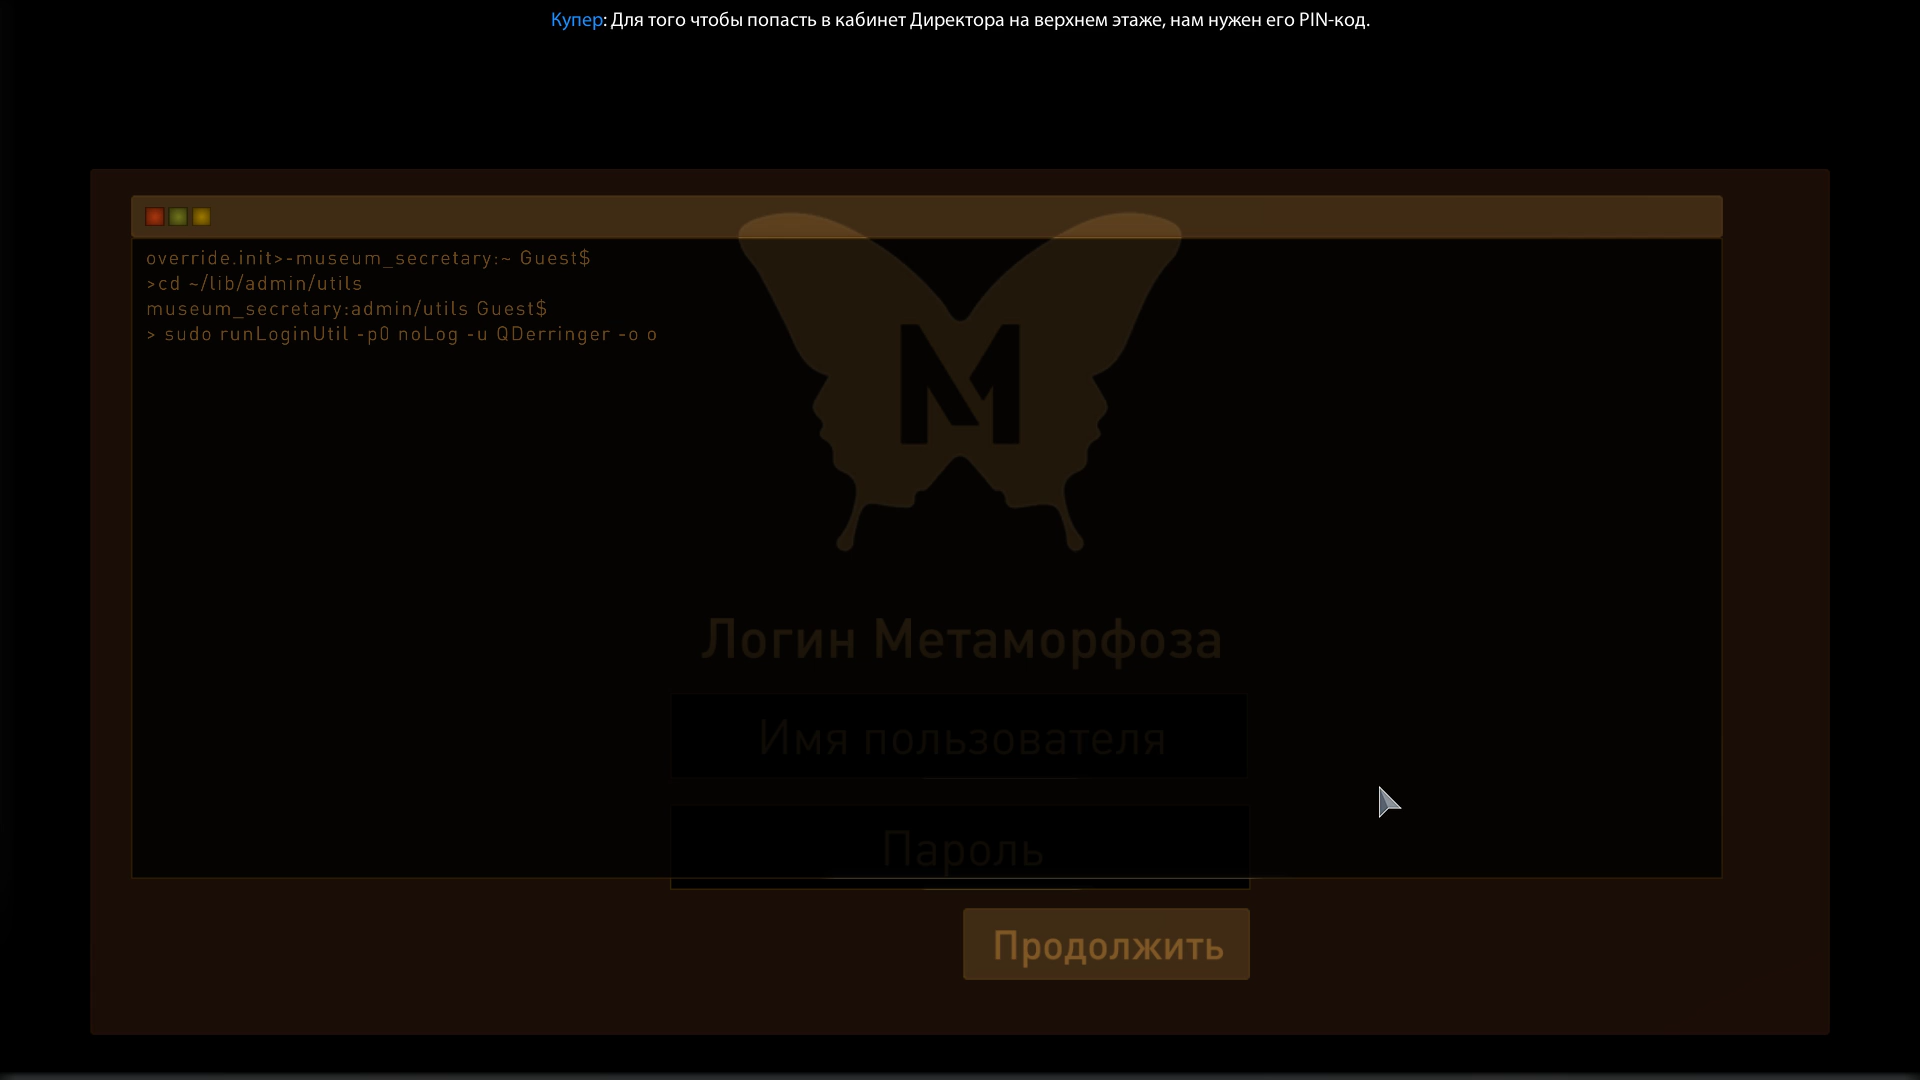 Купер: Для того чтобы попасть в кабинет Директора на верхнем этаже, нам нужен его PIN-код.
override.init>-museum_secretary:~ Guest$
>cd ~/lib/admin/utils
museum_secretary:admin/utils Guest$
> sudo runLoginUtil -p0 noLog -u QDerringer -o o
M
Логин Метаморфоза
Имя пользователя
Пароль
Продолжить